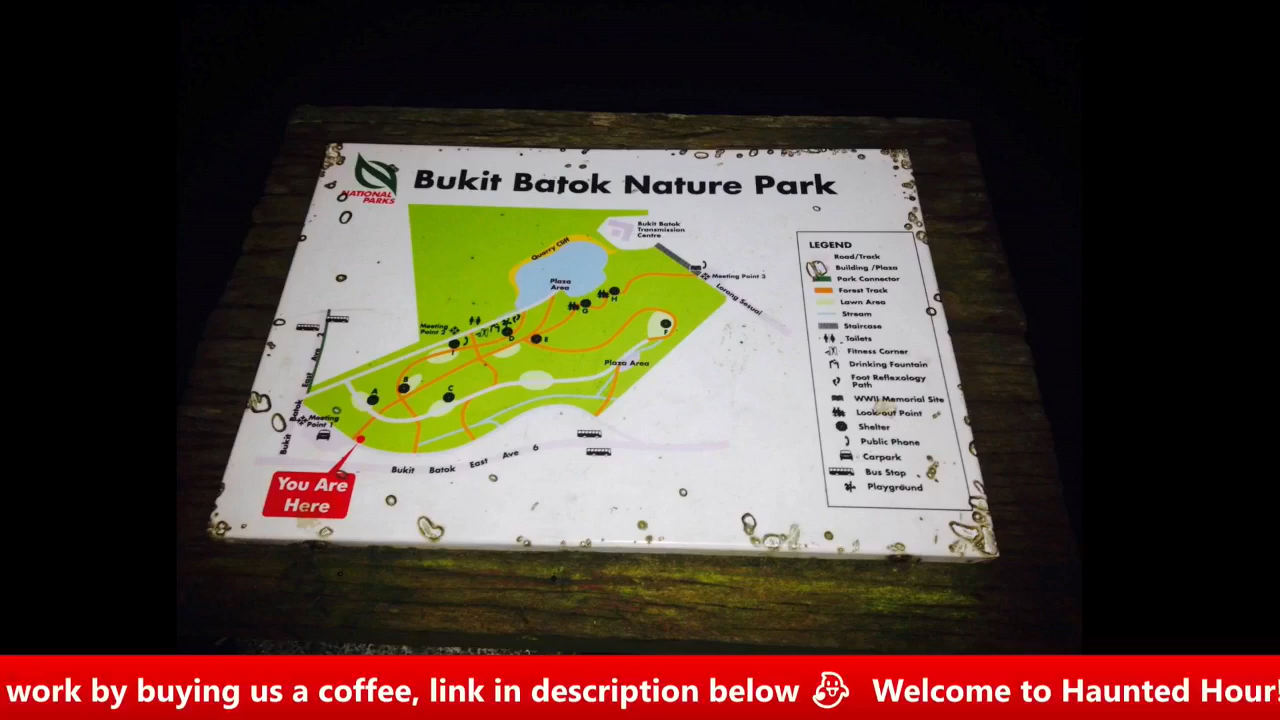 NATIONAL
PARKS
Bukit Batok Nature Park
Bukit Batok
Transmission
Centre
Quarry Cliff
Plaza
Area
Meeting Point 3
Lorong Sesuai
H
G
F
Meeting
Point 2
D
E
I
Plaza Area
A
B
C
Bukit Batok East Ave 2
Meeting
Point 1
Bukit Batok East Ave 6
You Are
Here
LEGEND
Road/Track
Building /Plaza
Park Connector
Forest Track
Lawn Area
Stream
Staircase
Toilets
Fitness Corner
Drinking Fountain
Foot Reflexology
Path
WWII Memorial Site
Look-out Point
Shelter
Public Phone
Carpark
Bus Stop
Playground
work by buying us a coffee, link in description below Welcome to Haunted Hour!